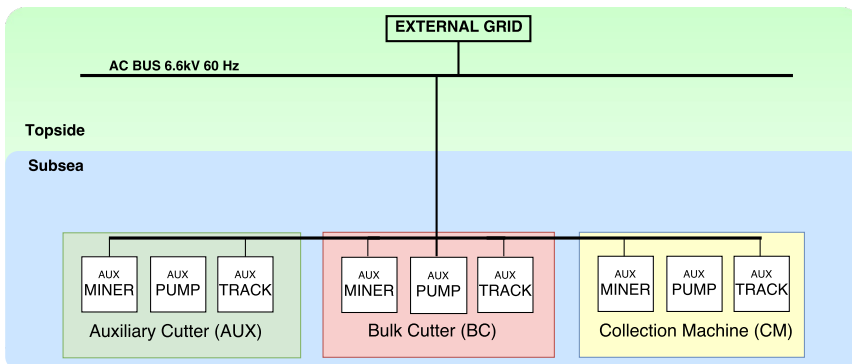 EXTERNAL GRID
AC BUS 6.6kV 60 Hz
Topside
Subsea
AUX
MINER
AUX
PUMP
AUX
TRACK
Auxiliary Cutter (AUX)
AUX
MINER
AUX
PUMP
AUX
TRACK
Bulk Cutter (BC)
AUX
MINER
AUX
PUMP
AUX
TRACK
Collection Machine (CM)